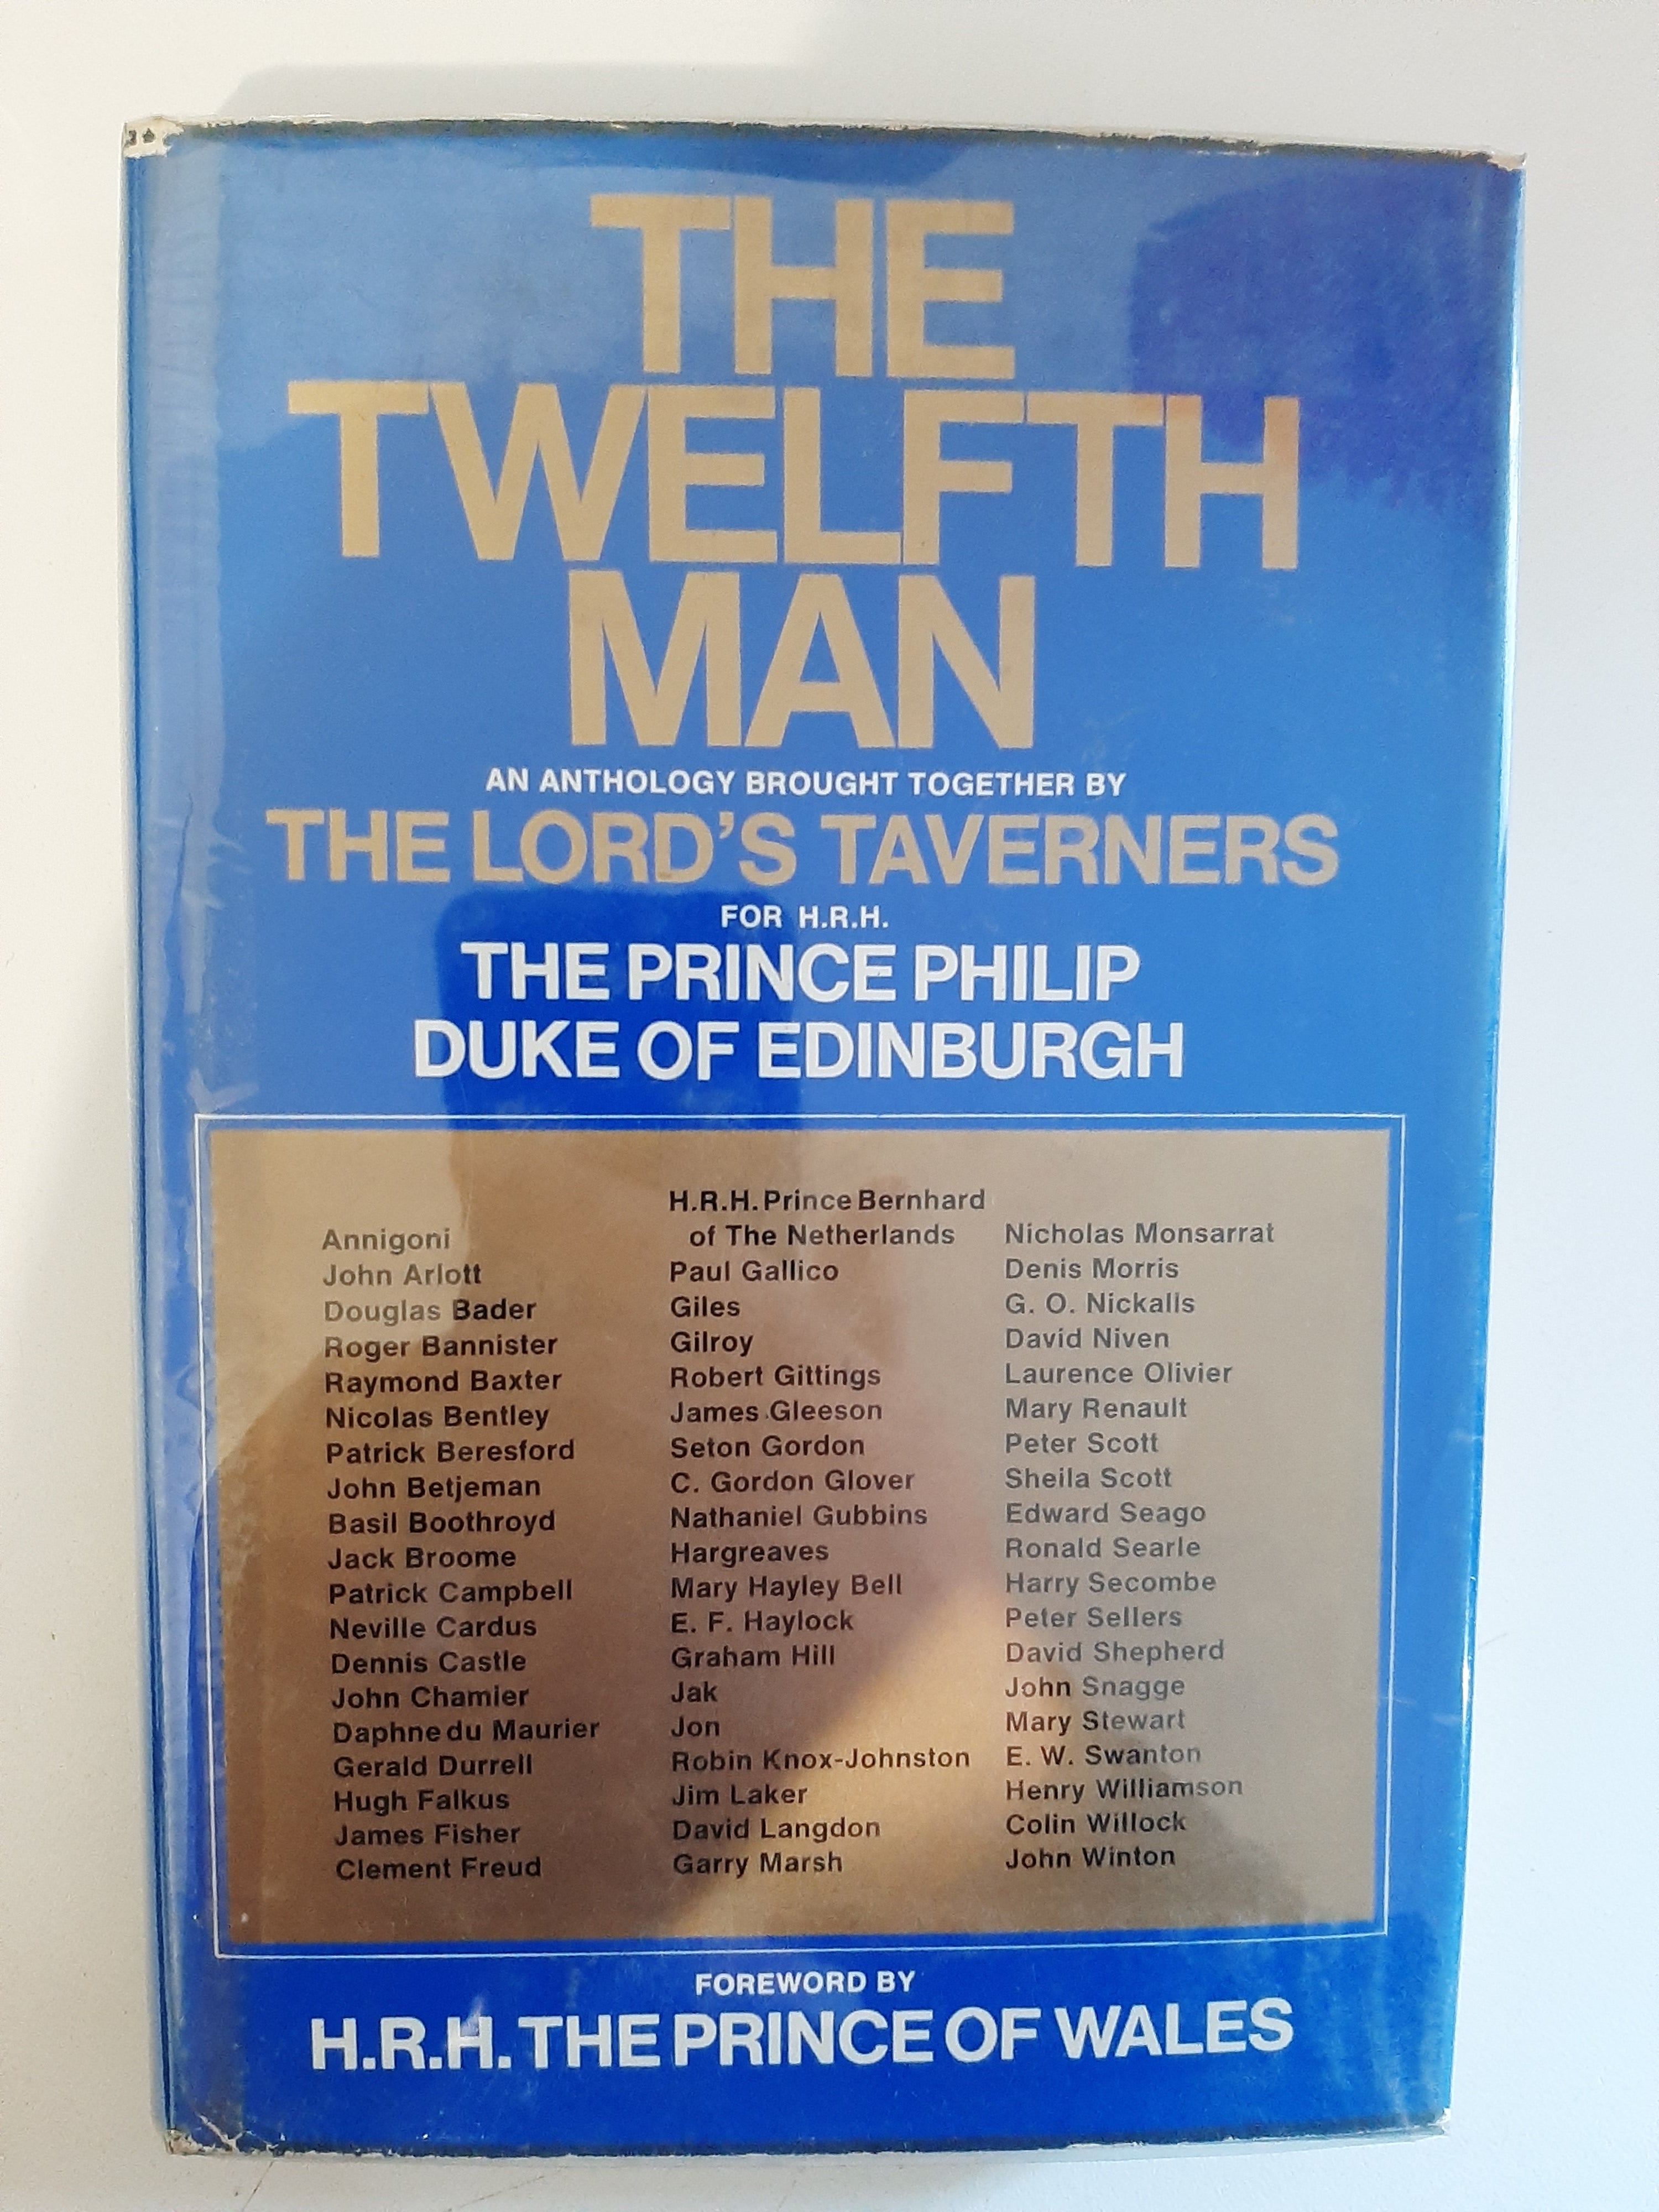 THE
TWELFTH
MAN
AN ANTHOLOGY BROUGHT TOGETHER BY
THE LORD'S TAVERNERS
FOR H.R.H.
THE PRINCE PHILIP
DUKE OF EDINBURGH
Annigoni
John Arlott
Douglas Bader
Roger Bannister
Raymond Baxter
Nicolas Bentley
Patrick Beresford
John Betjeman
Basil Boothroyd
Jack Broome
Patrick Campbell
Neville Cardus
Dennis Castle
John Chamier
Daphne du Maurier
Gerald Durrell
Hugh Falkus
James Fisher
Clement Freud
H.R.H. Prince Bernhard
of The Netherlands
Paul Gallico
Giles
Gilroy
Robert Gittings
James Gleeson
Seton Gordon
C. Gordon Glover
Nathaniel Gubbins
Hargreaves
Mary Hayley Bell
E. F. Haylock
Graham Hill
Jak
Jon
Robin Knox-Johnston
Jim Laker
David Langdon
Garry Marsh
Nicholas Monsarrat
Denis Morris
G. O. Nickalls
David Niven
Laurence Olivier
Mary Renault
Peter Scott
Sheila Scott
Edward Seago
Ronald Searle
Harry Secombe
Peter Sellers
David Shepherd
John Snagge
Mary Stewart
E. W. Swanton
Henry Williamson
Colin Willock
John Winton
FOREWORD BY
H.R.H. THE PRINCE OF WALES